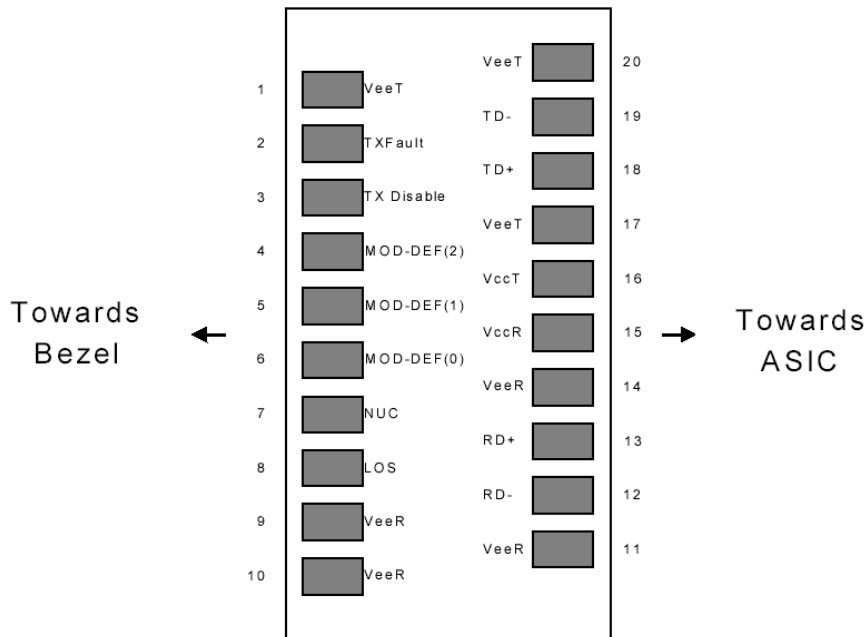 1 VeeT
2 TXFault
3 TX Disable
4 MOD-DEF(2)
5 MOD-DEF(1)
6 MOD-DEF(0)
7 NUC
8 LOS
9 VeeR
10 VeeR
VeeT 20
TD- 19
TD+ 18
VeeT 17
VccT 16
VccR 15
VeeR 14
RD+ 13
RD- 12
VeeR 11
Towards
Bezel
Towards
ASIC